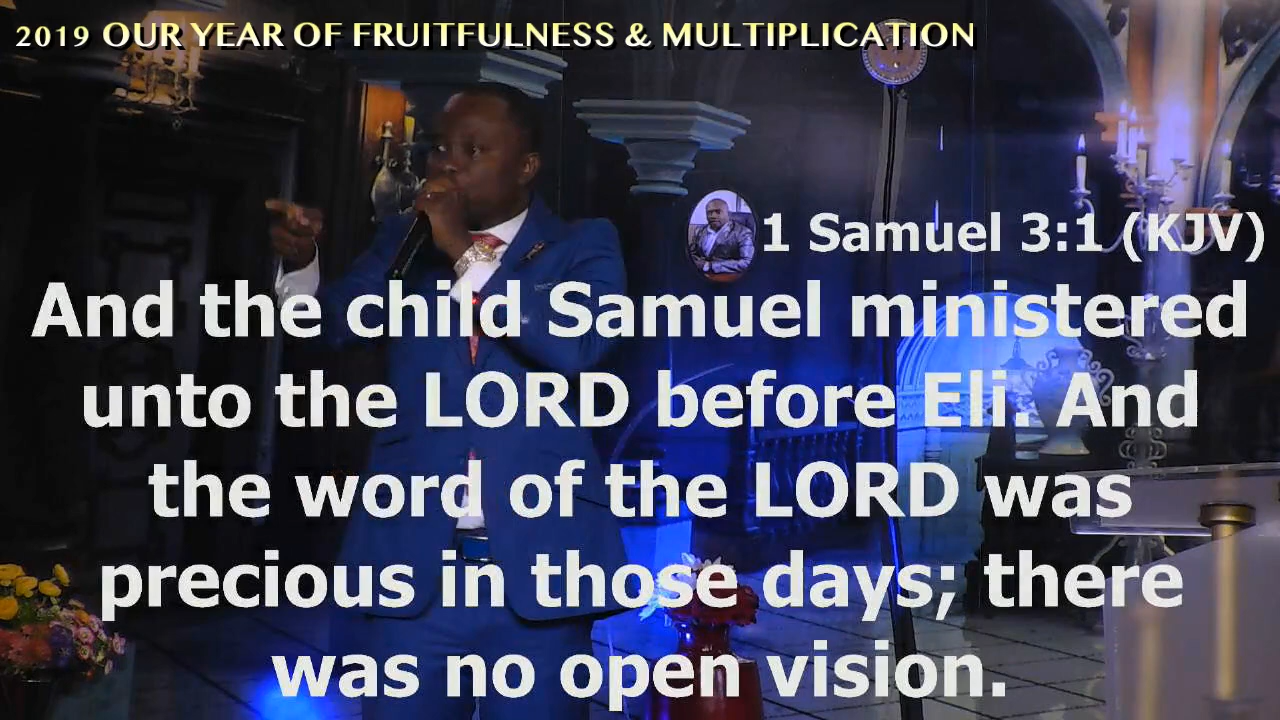 2019 OUR YEAR OF FRUITFULNESS & MULTIPLICATION
1 Samuel 3:1 (KJV)
And the child Samuel ministered
unto the LORD before Eli. And
the word of the LORD was
precious in those days; there
was no open vision.